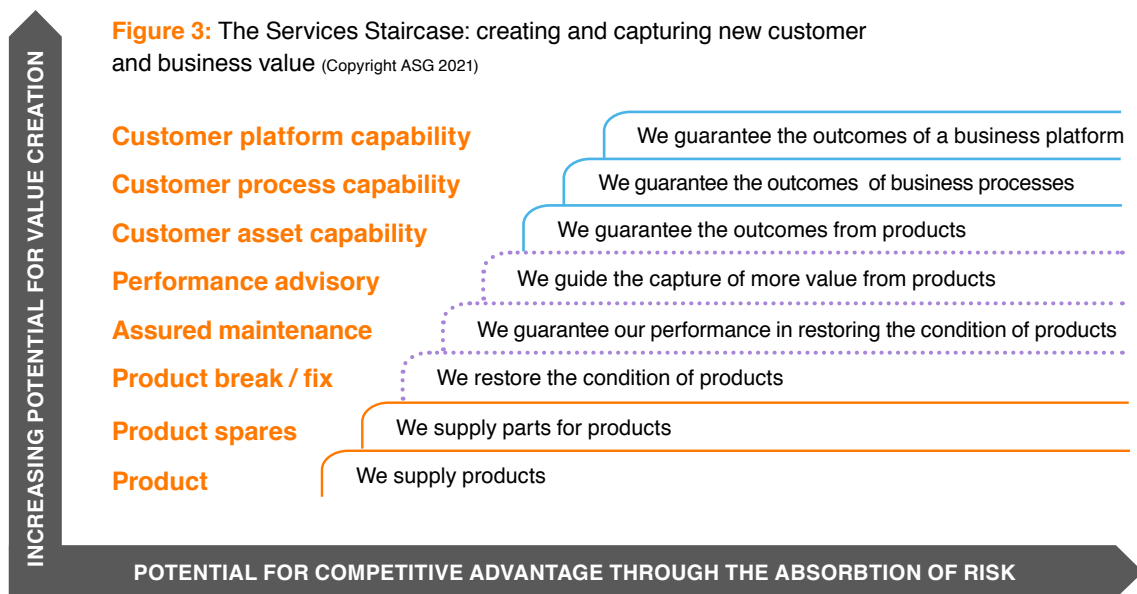 Figure 3: The Services Staircase: creating and capturing new customer
and business value (Copyright ASG 2021)
INCREASING POTENTIAL FOR VALUE CREATION
Customer platform capability We guarantee the outcomes of a business platform
Customer process capability We guarantee the outcomes of business processes
Customer asset capability We guarantee the outcomes from products
Performance advisory We guide the capture of more value from products
Assured maintenance We guarantee our performance in restoring the condition of products
Product break / fix We restore the condition of products
Product spares We supply parts for products
Product We supply products
POTENTIAL FOR COMPETITIVE ADVANTAGE THROUGH THE ABSORBTION OF RISK